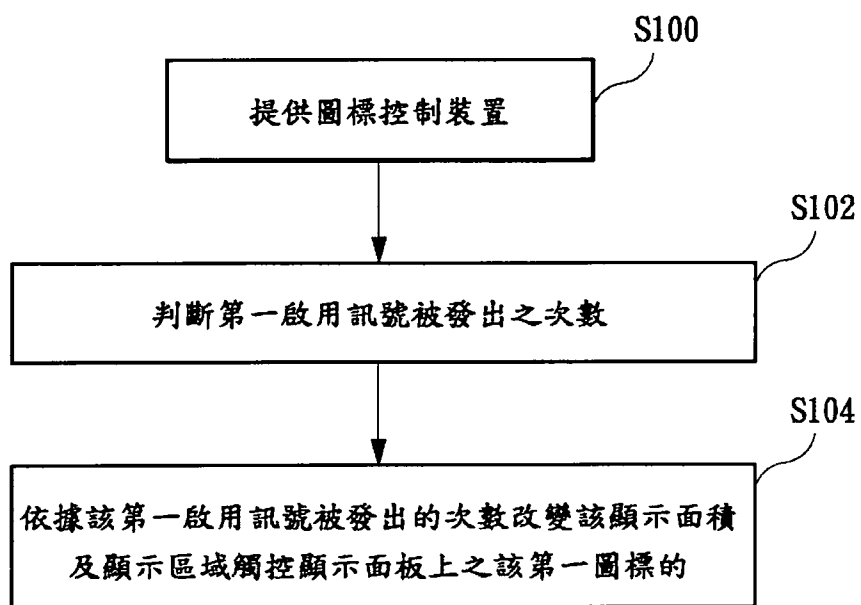 S100
提供圖標控制裝置
S102
判斷第一啟用訊號被發出之次數
S104
依據該第一啟用訊號被發出的次數改變該顯示面積
及顯示區域觸控顯示面板上之該第一圖標的